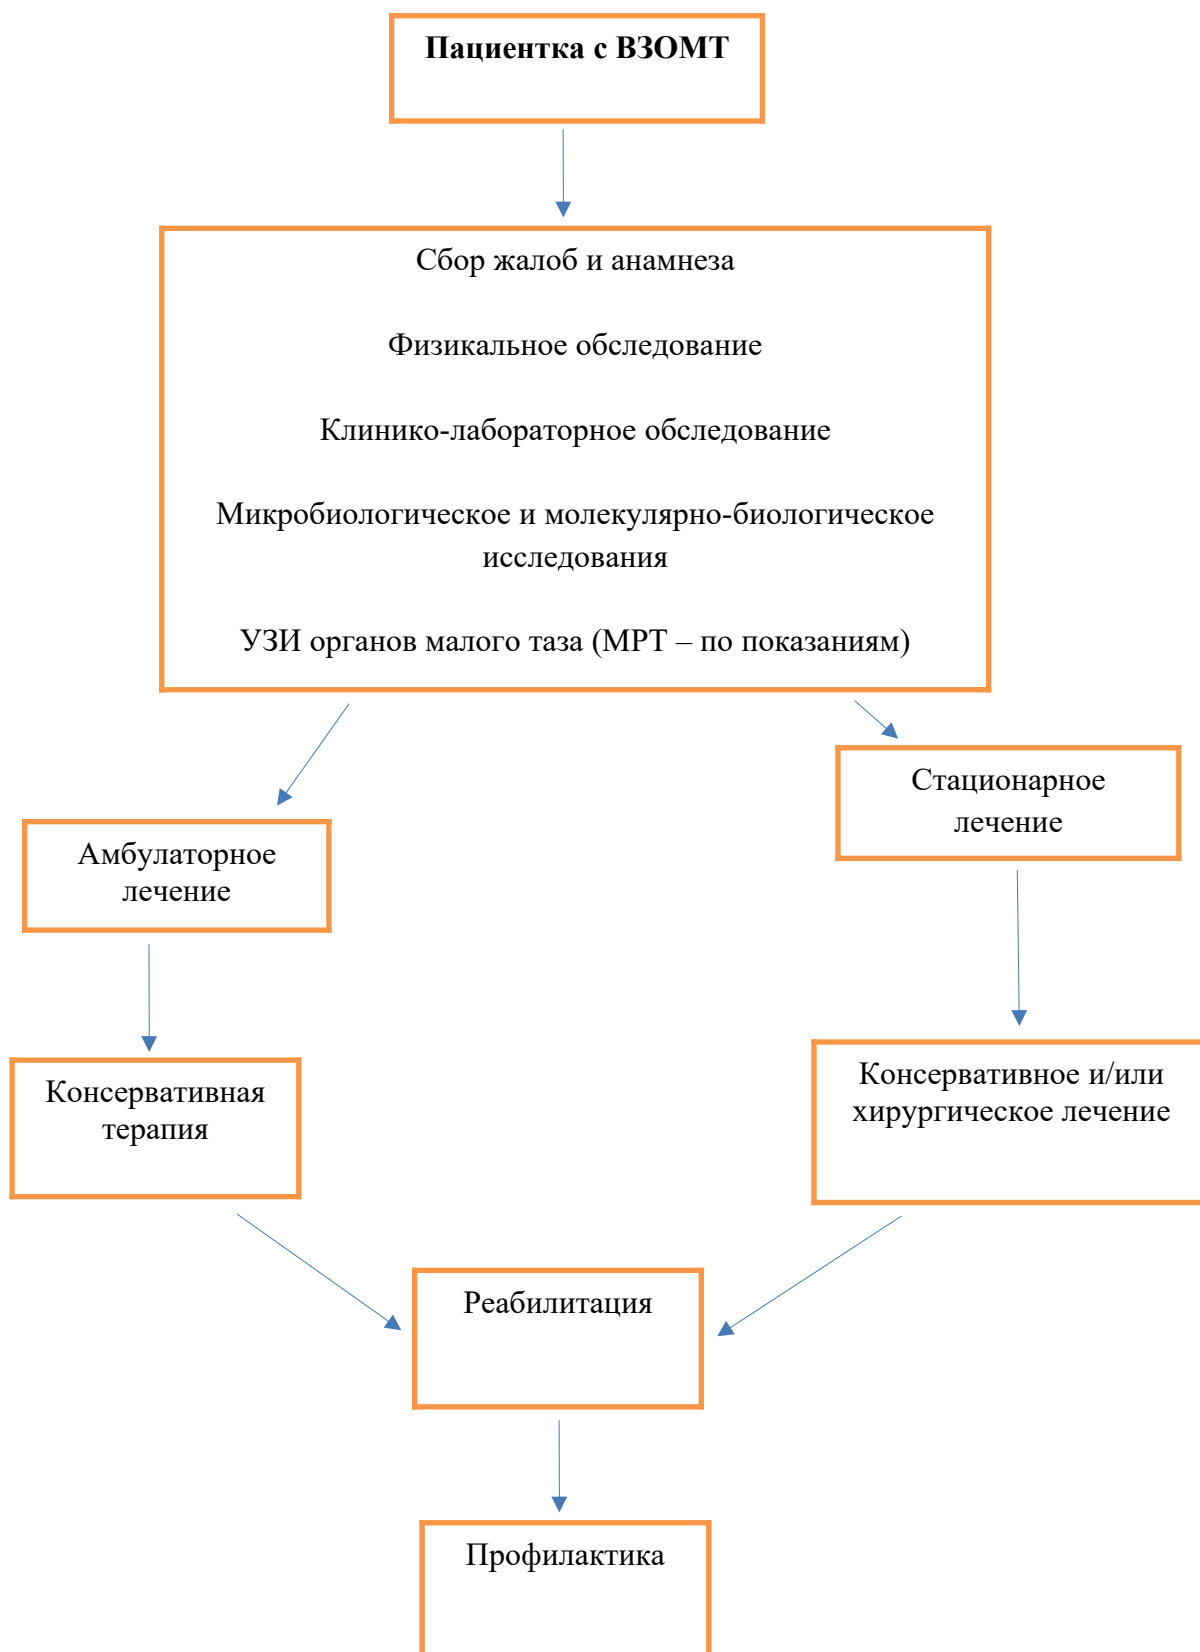 Пациентка с ВЗОМТ
Сбор жалоб и анамнеза
Физикальное обследование
Клинико-лабораторное обследование
Микробиологическое и молекулярно-биологическое
исследования
УЗИ органов малого таза (МРТ – по показаниям)
Стационарное
лечение
Амбулаторное
лечение
Консервативная
терапия
Консервативное и/или
хирургическое лечение
Реабилитация
Профилактика